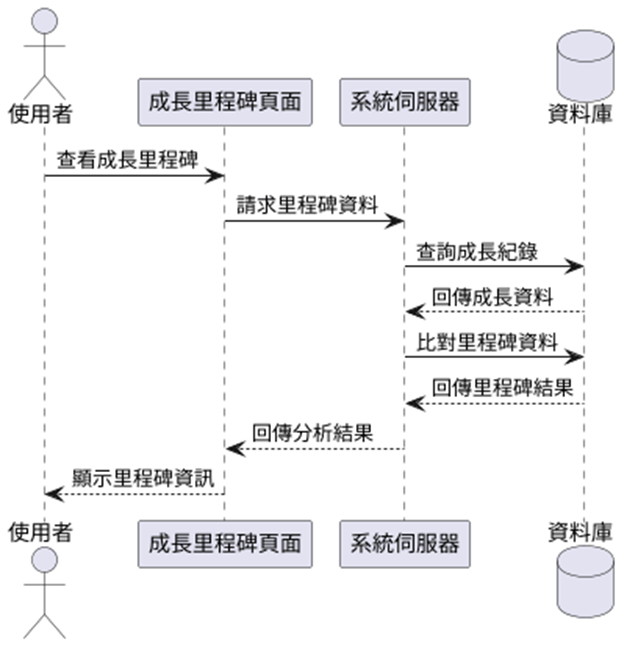 使用者
成長里程碑頁面
系統伺服器
資料庫
查看成長里程碑
請求里程碑資料
查詢成長紀錄
回傳成長資料
比對里程碑資料
回傳里程碑結果
回傳分析結果
顯示里程碑資訊
使用者
成長里程碑頁面
系統伺服器
資料庫